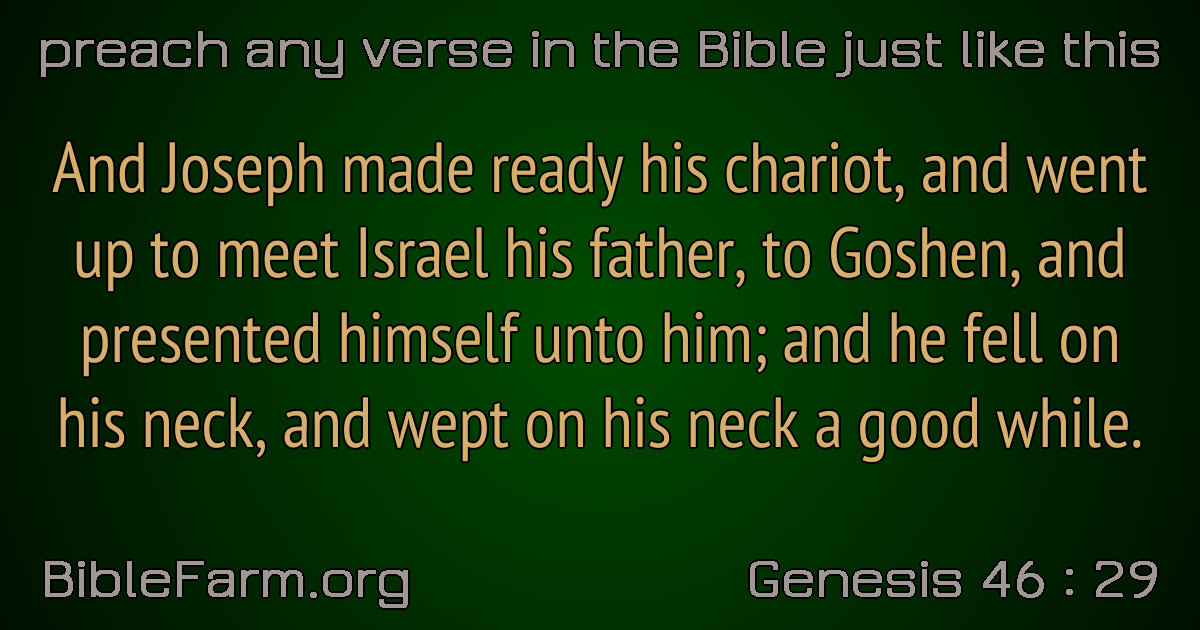 preach any verse in the Bible just like this
And Joseph made ready his chariot, and went
up to meet Israel his father, to Goshen, and
presented himself unto him; and he fell on
his neck, and wept on his neck a good while.
BibleFarm.org
Genesis 46 : 29